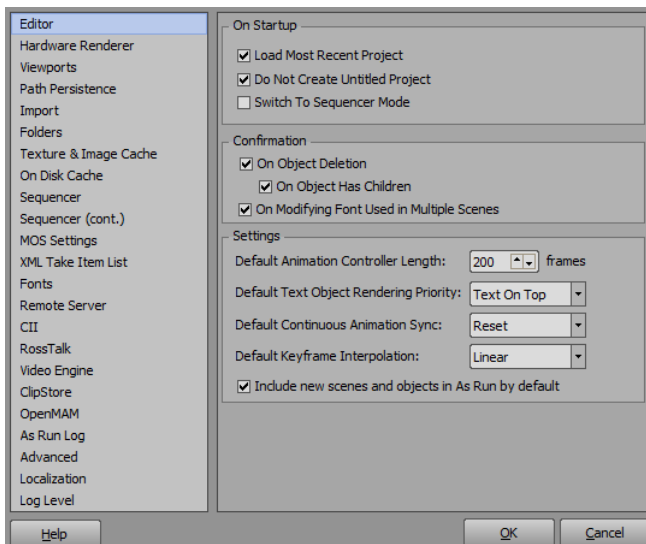 Editor
Hardware Renderer
Viewports
Path Persistence
Import
Folders
Texture & Image Cache
On Disk Cache
Sequencer
Sequencer (cont.)
MOS Settings
XML Take Item List
Fonts
Remote Server
CII
RossTalk
Video Engine
ClipStore
OpenMAM
As Run Log
Advanced
Localization
Log Level
On Startup
Load Most Recent Project
Do Not Create Untitled Project
Switch To Sequencer Mode
Confirmation
On Object Deletion
On Object Has Children
On Modifying Font Used in Multiple Scenes
Settings
Default Animation Controller Length: 200 frames
Default Text Object Rendering Priority: Text On Top
Default Continuous Animation Sync: Reset
Default Keyframe Interpolation: Linear
Include new scenes and objects in As Run by default
Help OK Cancel